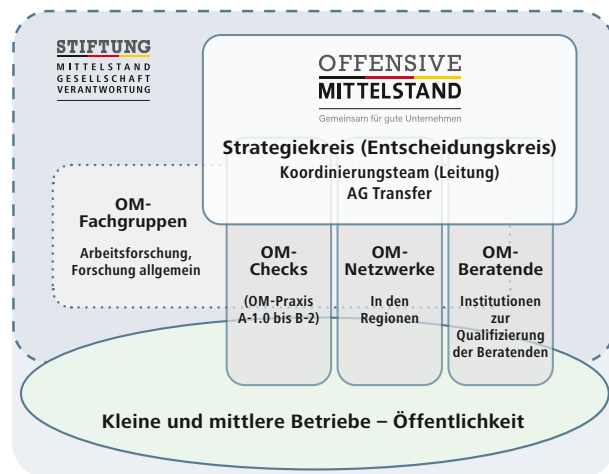 STIFTUNG
MITTELSTAND
GESELLSCHAFT
VERANTWORTUNG
OFFENSIVE
MITTELSTAND
Gemeinsam für gute Unternehmen
Strategiekreis (Entscheidungskreis)
Koordinierungsteam (Leitung)
AG Transfer
OM-
Fachgruppen
Arbeitsforschung,
Forschung allgemein
OM-
Checks
(OM-Praxis
A-1.0 bis B-2)
OM-
Netzwerke
In den
Regionen
OM-
Beratende
Institutionen
zur
Qualifizierung
der Beratenden
Kleine und mittlere Betriebe – Öffentlichkeit